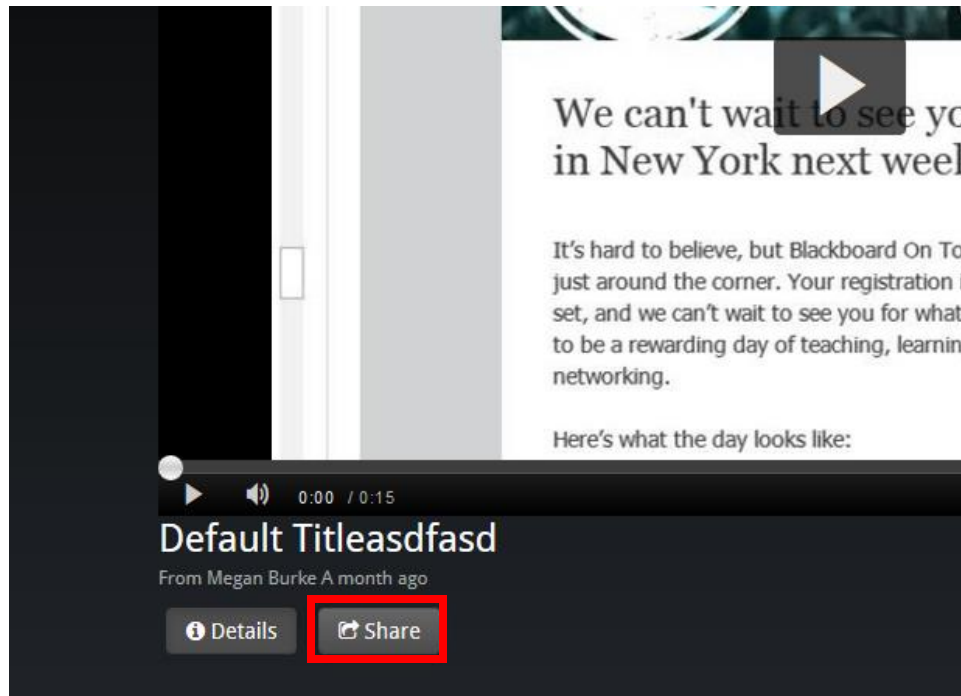 We can't wait to see yo
in New York next week
It's hard to believe, but Blackboard On To
just around the corner. Your registration i
set, and we can't wait to see you for what
to be a rewarding day of teaching, learnin
networking.
Here's what the day looks like:
0:00 / 0:15
Default Titleasdfasd
From Megan Burke A month ago
Details
Share